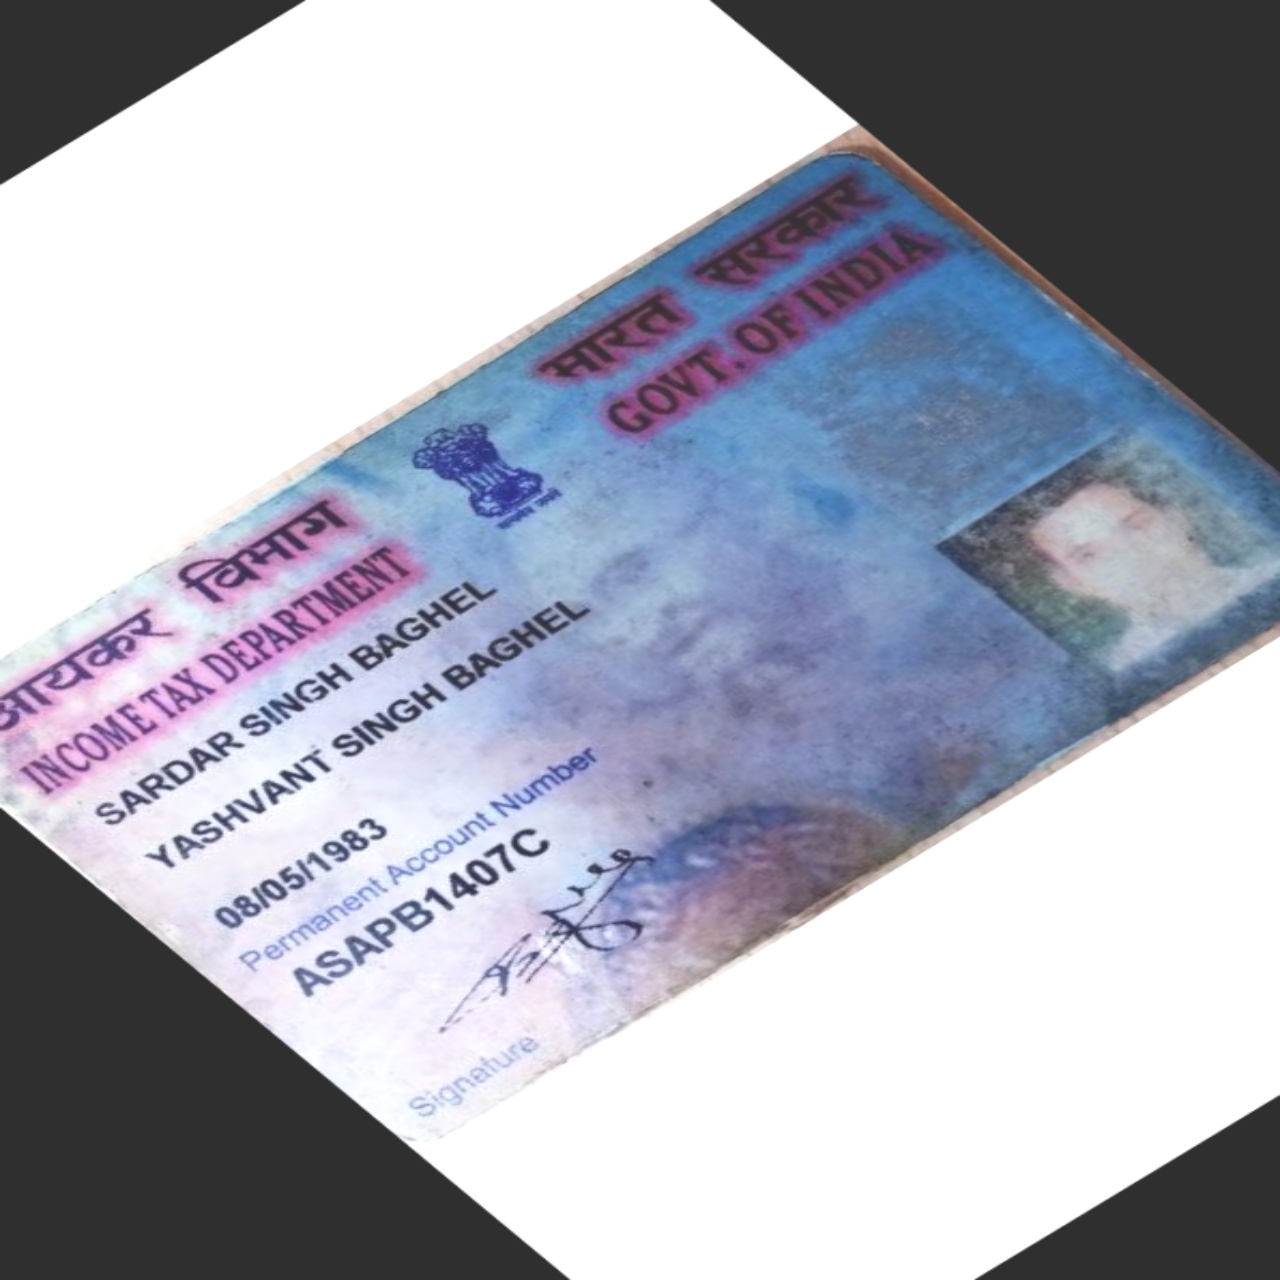 आयकर विभाग
INCOME TAX DEPARTMENT
भारत सरकार
GOVT. OF INDIA
SARDAR SINGH BAGHEL
YASHVANT SINGH BAGHEL
08/05/1983
Permanent Account Number
ASAPB1407C
Signature